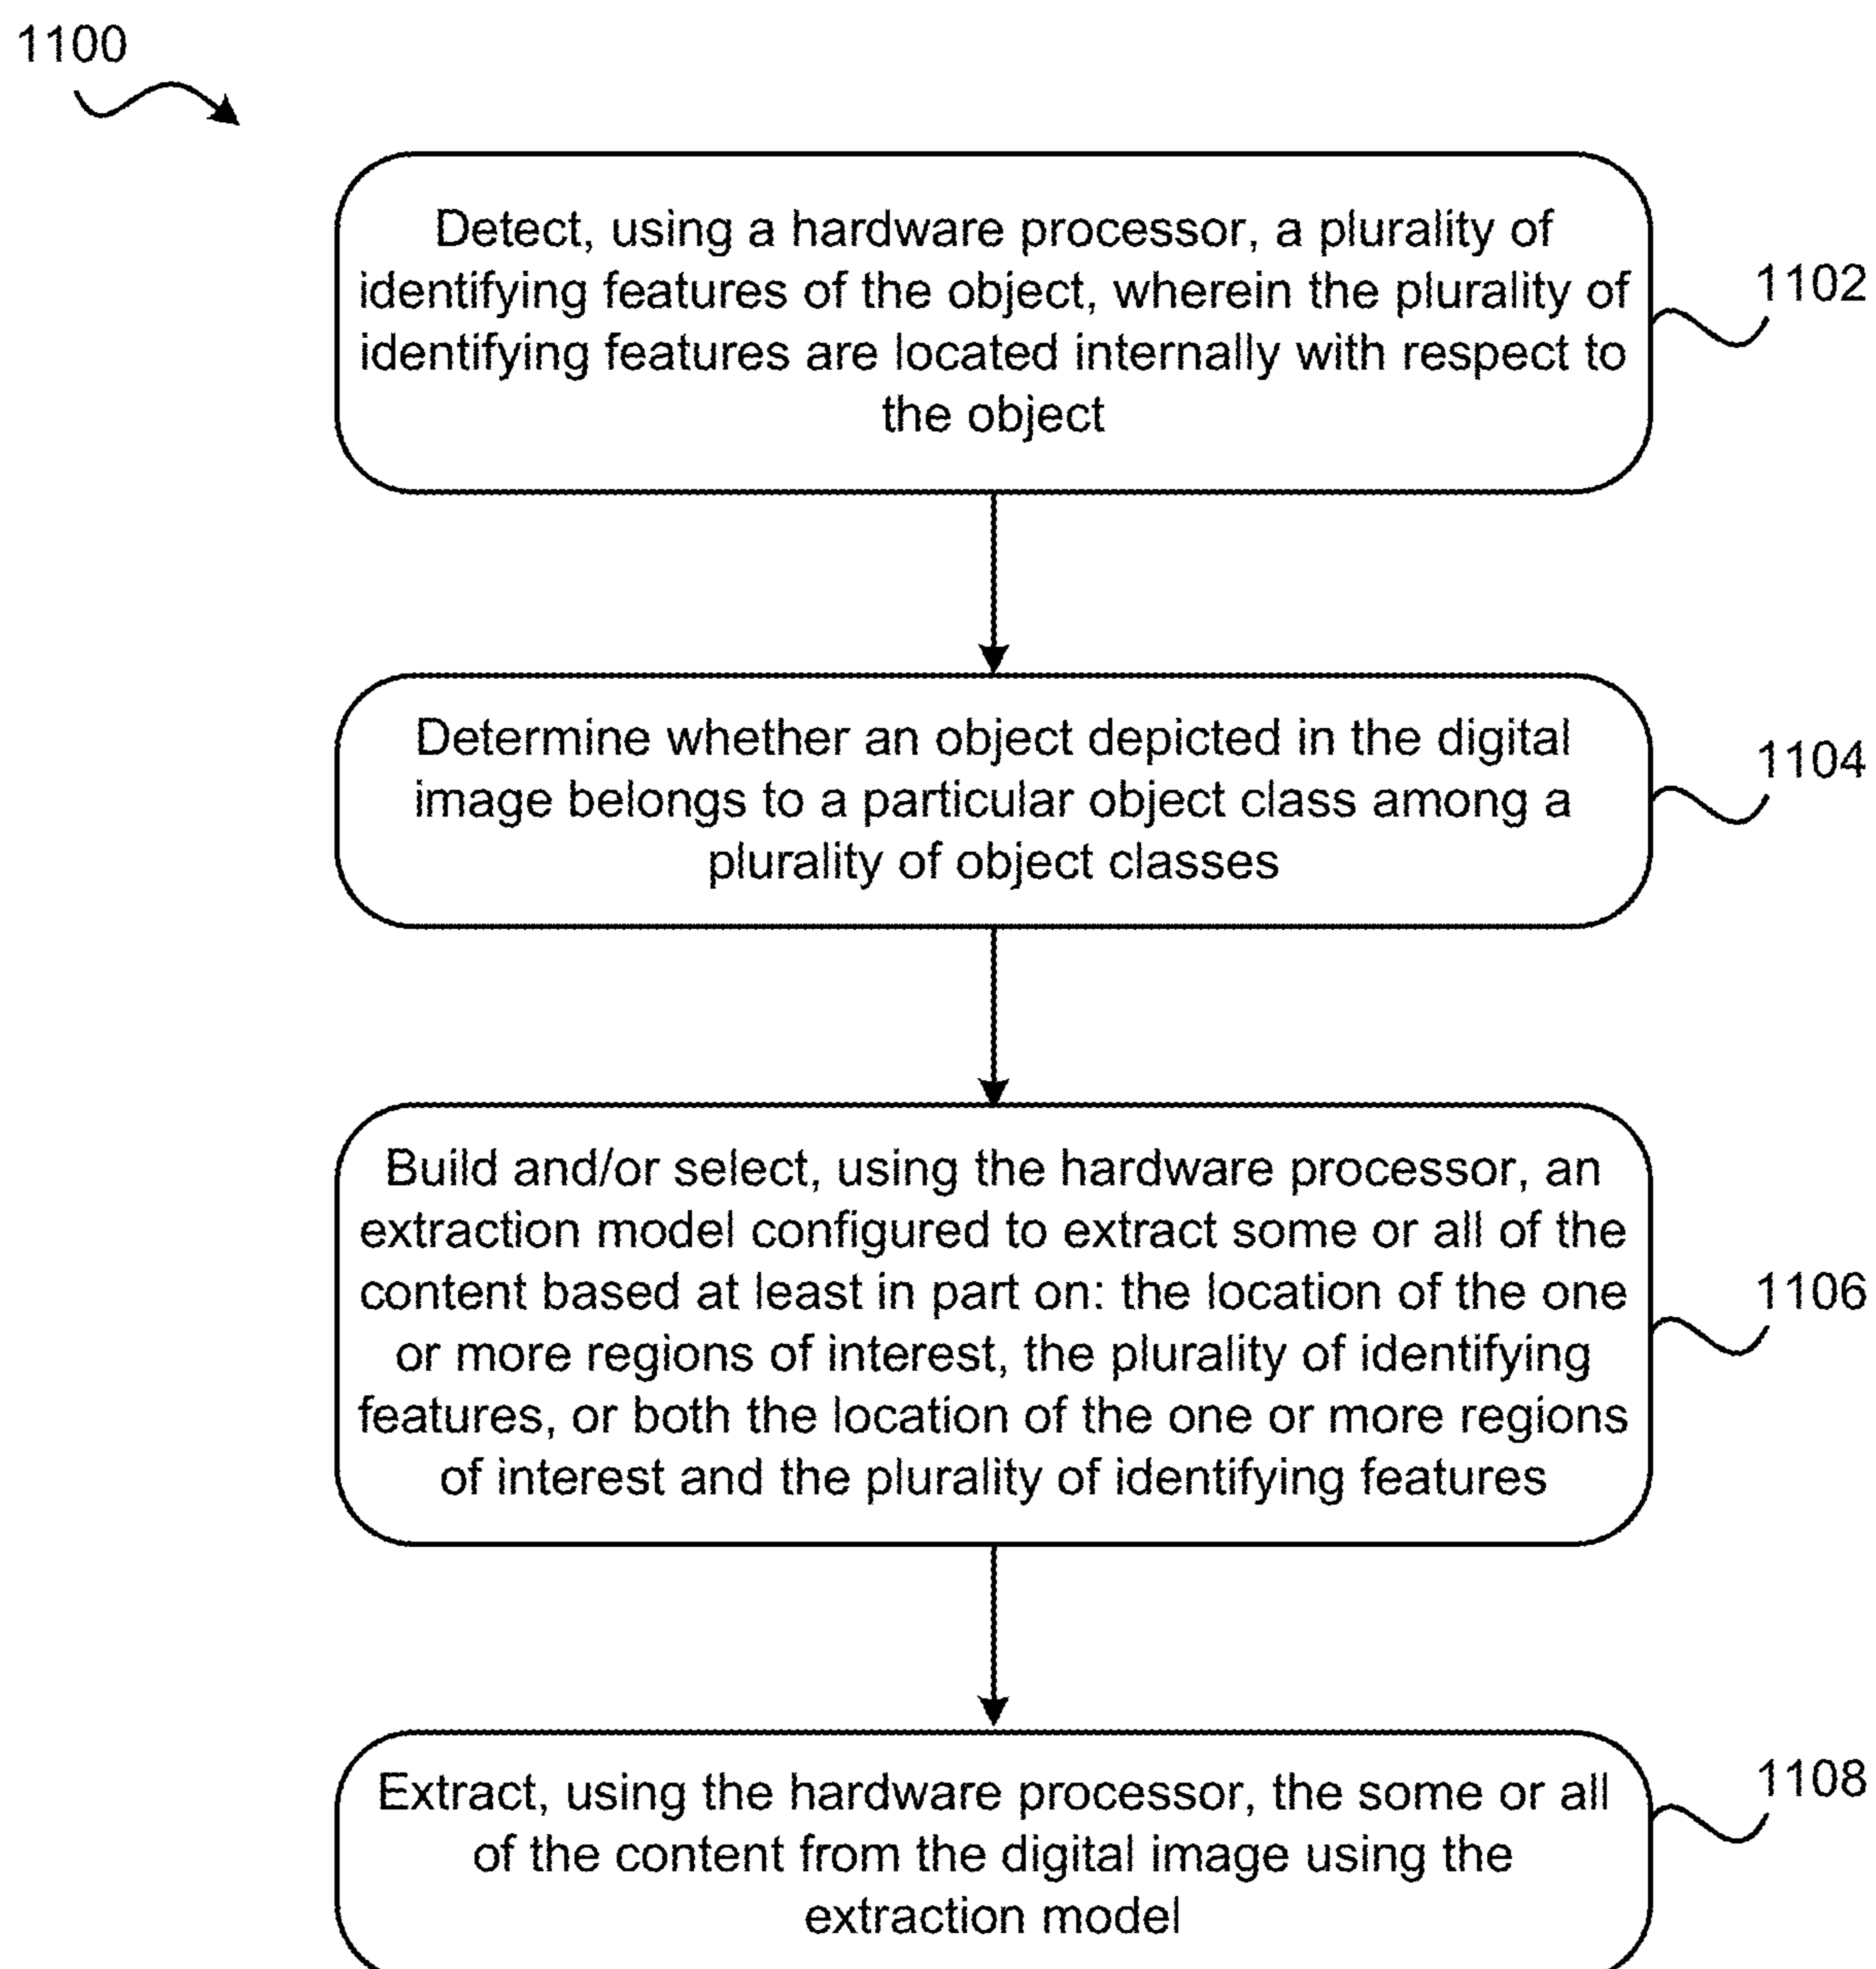 1100
Detect, using a hardware processor, a plurality of
identifying features of the object, wherein the plurality of
identifying features are located internally with respect to
the object
1102
Determine whether an object depicted in the digital
image belongs to a particular object class among a
plurality of object classes
1104
Build and/or select, using the hardware processor, an
extraction model configured to extract some or all of the
content based at least in part on: the location of the one
or more regions of interest, the plurality of identifying
features, or both the location of the one or more regions
of interest and the plurality of identifying features
1106
Extract, using the hardware processor, the some or all
of the content from the digital image using the
extraction model
1108